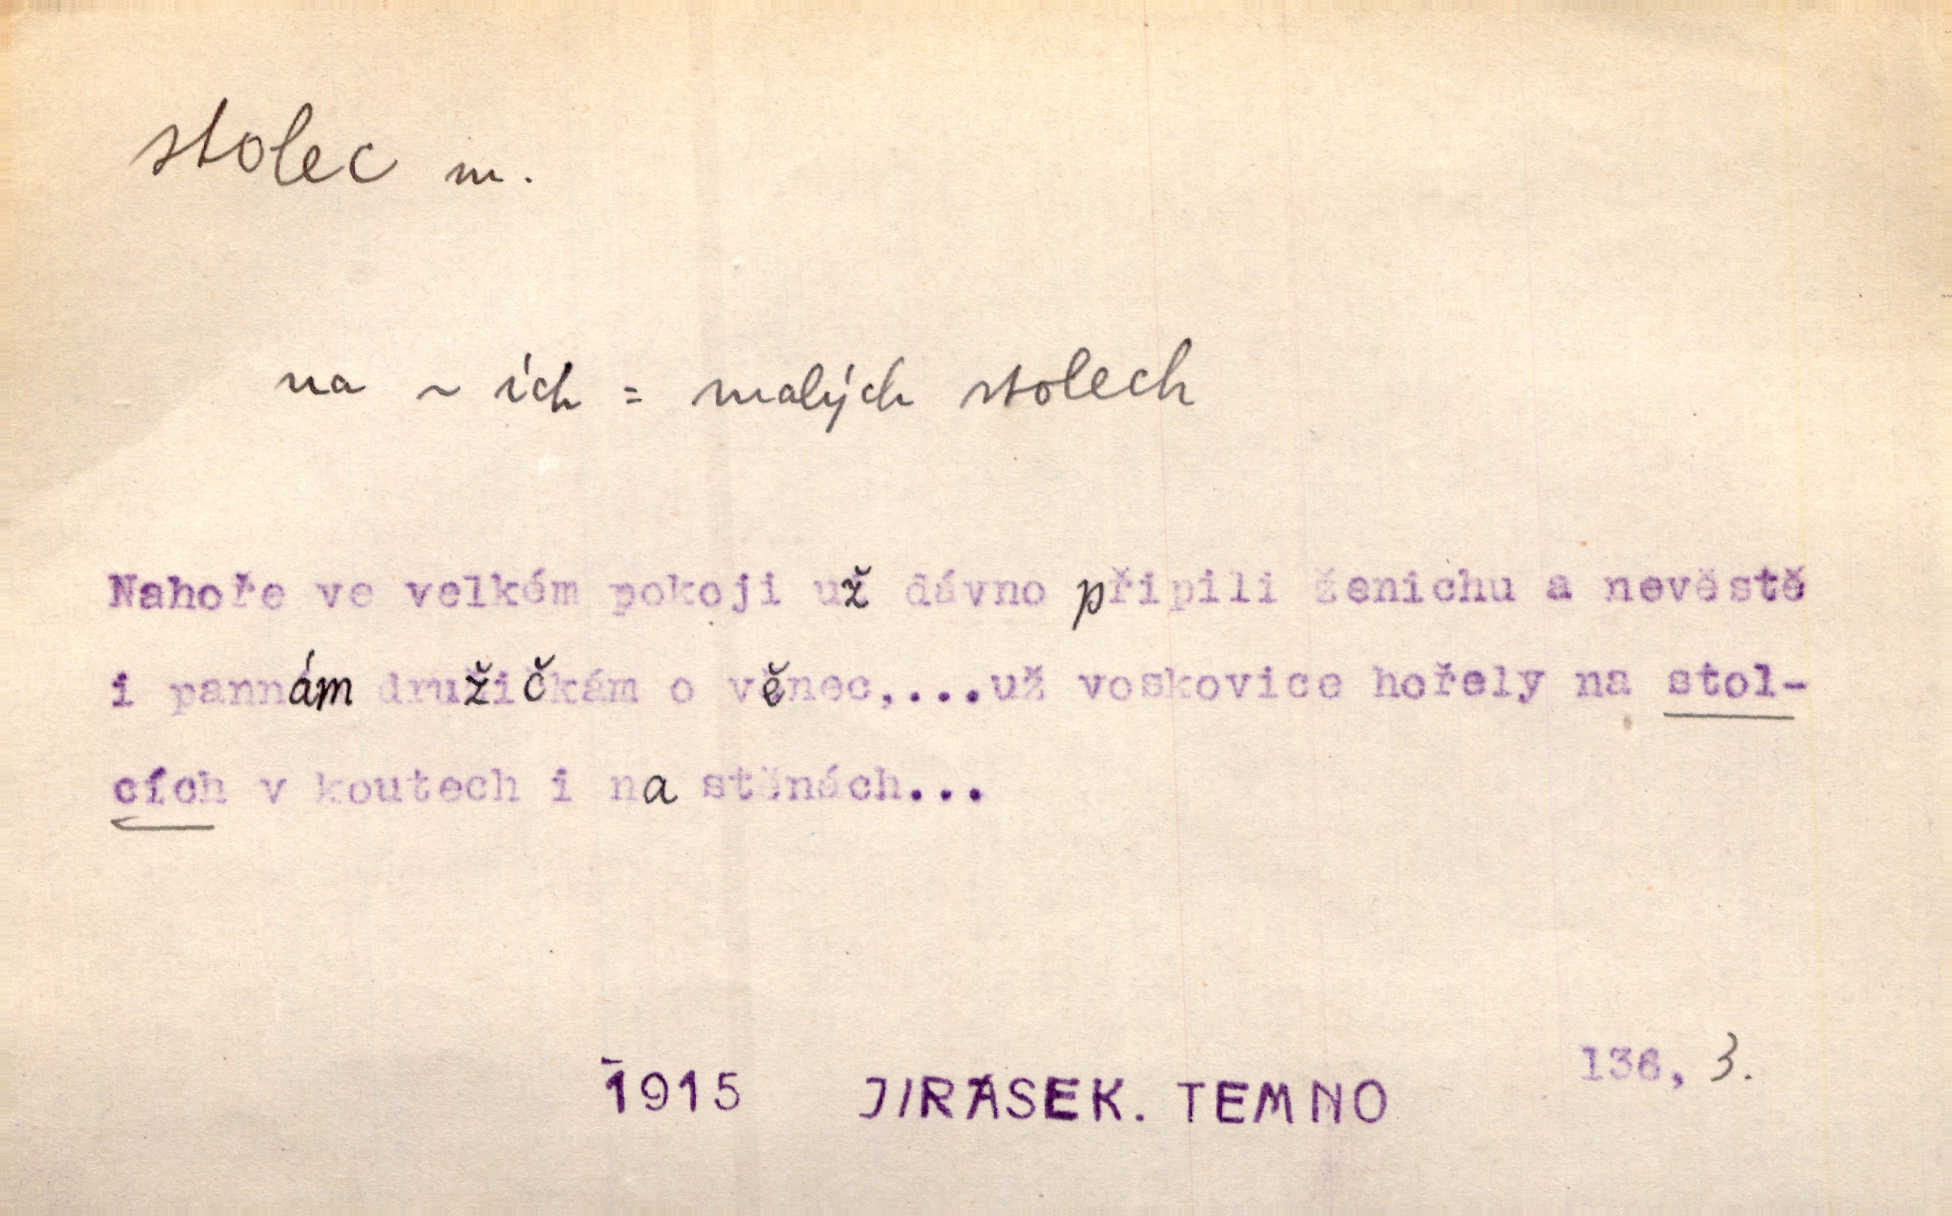 stolec m.
na ~ ích = malých stolech
Nahoře ve velkém pokoji už dávno připili ženichu a nevěstě
i pannám družičkám o věnec,...už voskovice hořely na stol-
cích v koutech i na stěnách...
136, 3.
1915 JIRÁSEK. TEMNO